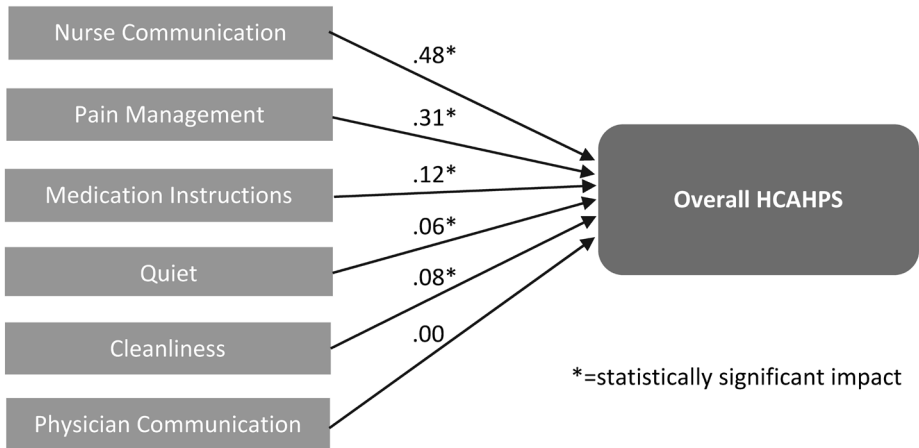 Nurse Communication
.48*
Pain Management
.31*
Medication Instructions
.12*
Overall HCAHPS
Quiet
.06*
Cleanliness
.08*
Physician Communication
.00
*=statistically significant impact